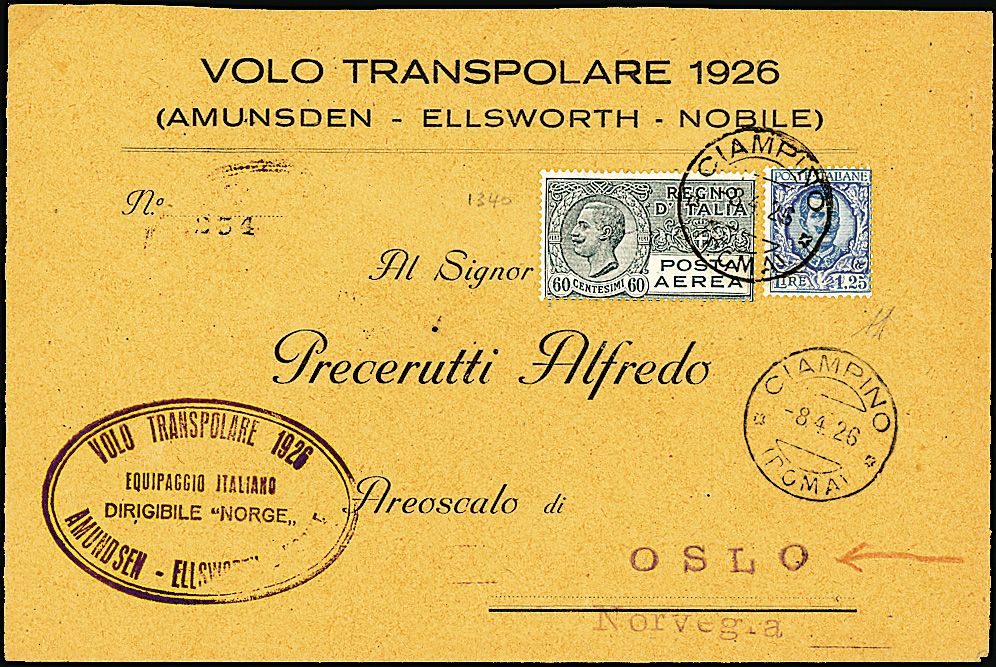 VOLO TRANSPOLARE 1926
(AMUNSDEN - ELLSWORTH - NOBILE)
N.o 354
1340
REGNO
D'ITALIA
POSTA
AEREA
60 CENTESIMI 60
POSTE ITALIANE
LIRE 1.25
CIAMPINO
26
Al Signor
Precerutti Alfredo
CIAMPINO
-8.4.26
(ROMA)
VOLO TRANSPOLARE 1926
EQUIPAGGIO ITALIANO
DIRIGIBILE "NORGE„
AMUNDSEN - ELLSWORTH
Areoscalo di
OSLO
Norvegia